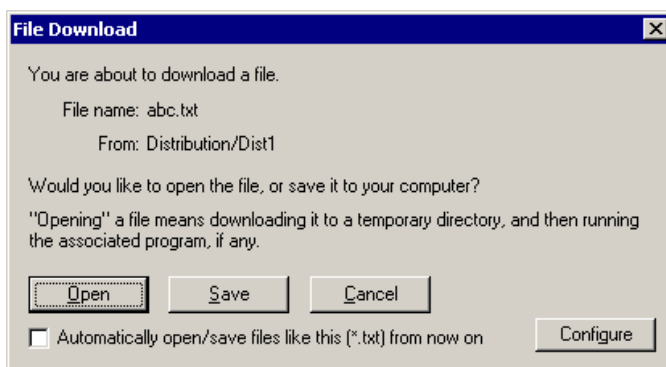 File Download
You are about to download a file.
File name: abc.txt
From: Distribution/Dist1
Would you like to open the file, or save it to your computer?
"Opening" a file means downloading it to a temporary directory, and then running
the associated program, if any.
Open Save Cancel
Automatically open/save files like this (*.txt) from now on Configure